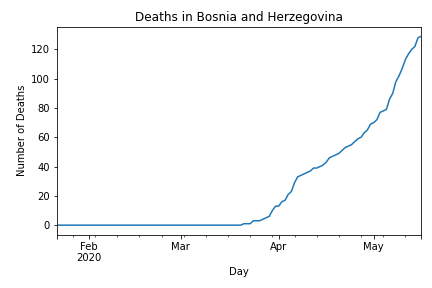 Deaths in Bosnia and Herzegovina
Number of Deaths
120
100
80
60
40
20
0
Feb
2020
Mar
Apr
May
Day